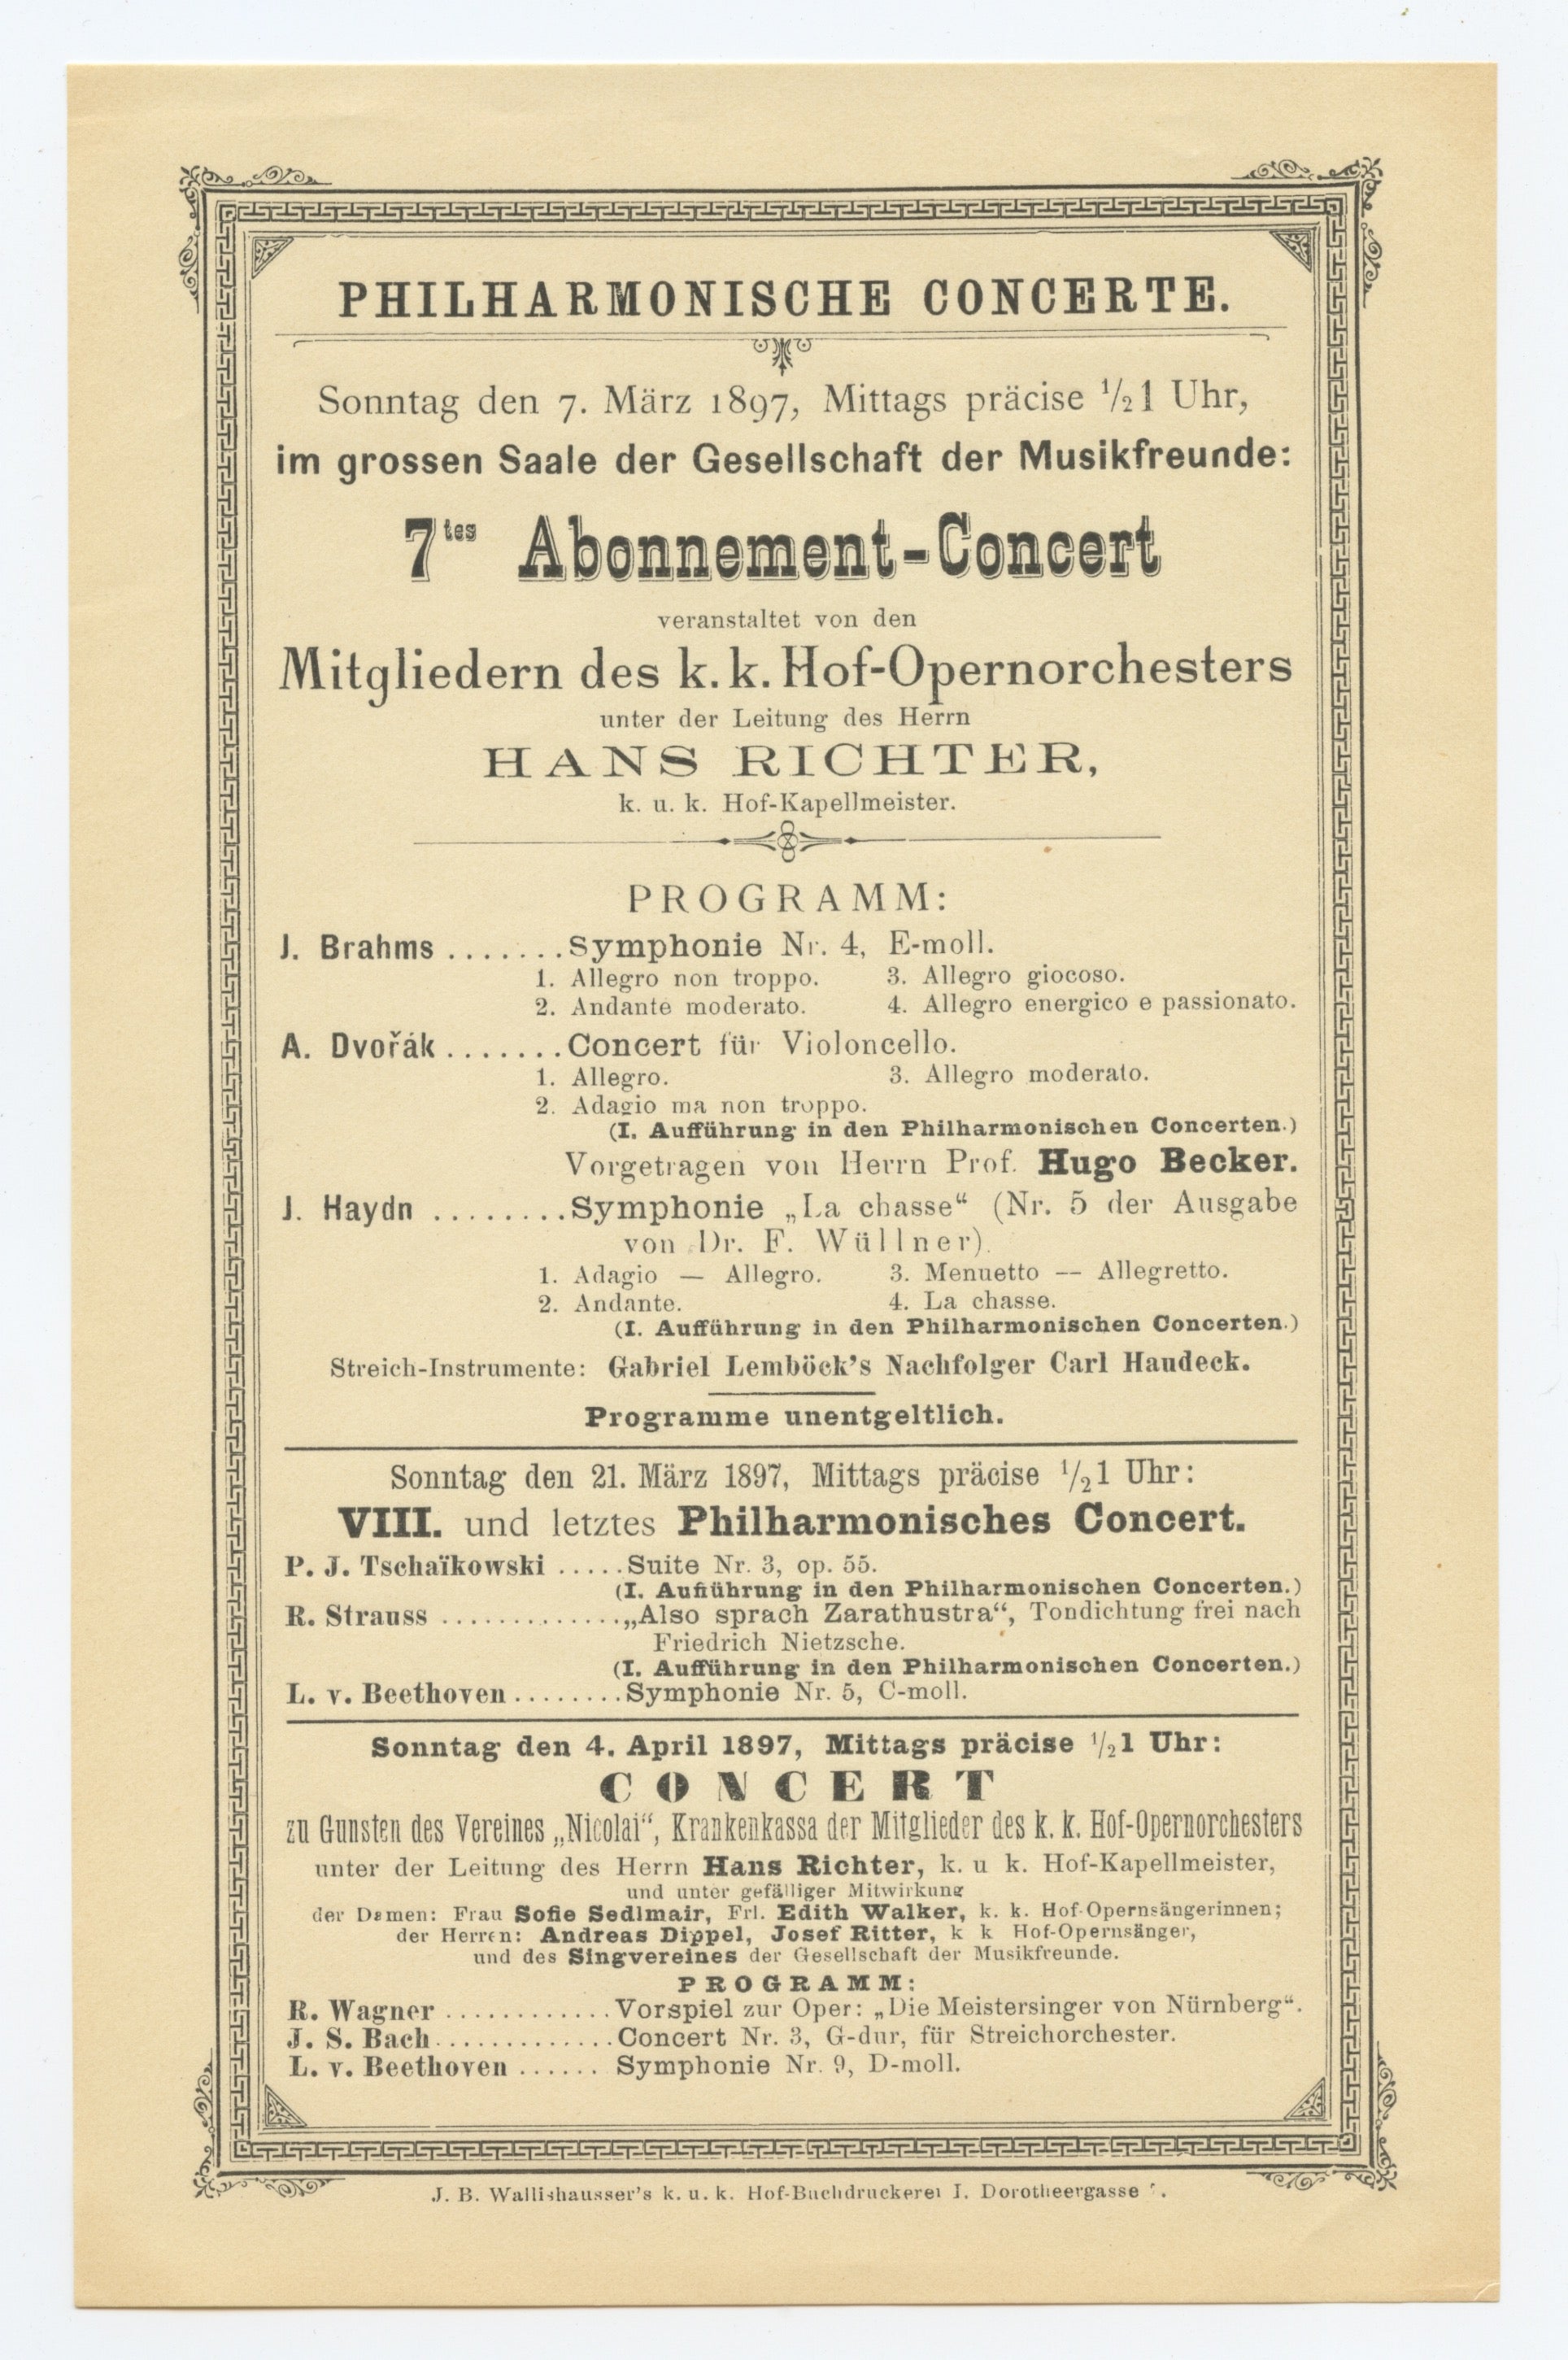 PHILHARMONISCHE CONCERTE.
Sonntag den 7. März 1897, Mittags präcise 1/2 1 Uhr,
im grossen Saale der Gesellschaft der Musikfreunde:
7tes Abonnement-Concert
veranstaltet von den
Mitgliedern des k. k. Hof-Opernorchesters
unter der Leitung des Herrn
HANS RICHTER,
k. u. k. Hof-Kapellmeister.
PROGRAMM:
J. Brahms ....... Symphonie Nr. 4, E-moll.
1. Allegro non troppo. 3. Allegro giocoso.
2. Andante moderato. 4. Allegro energico e passionato.
A. Dvořák ....... Concert für Violoncello.
1. Allegro. 3. Allegro moderato.
2. Adagio ma non troppo.
(I. Aufführung in den Philharmonischen Concerten.)
Vorgetragen von Herrn Prof. Hugo Becker.
J. Haydn ........ Symphonie „La chasse“ (Nr. 5 der Ausgabe
von Dr. F. Wüllner).
1. Adagio — Allegro. 3. Menuetto — Allegretto.
2. Andante. 4. La chasse.
(I. Aufführung in den Philharmonischen Concerten.)
Streich-Instrumente: Gabriel Lemböck's Nachfolger Carl Haudeck.
Programme unentgeltlich.
Sonntag den 21. März 1897, Mittags präcise 1/2 1 Uhr:
VIII. und letztes Philharmonisches Concert.
P. J. Tschaïkowski ..... Suite Nr. 3, op. 55.
(I. Aufführung in den Philharmonischen Concerten.)
R. Strauss ............. „Also sprach Zarathustra“, Tondichtung frei nach
Friedrich Nietzsche.
(I. Aufführung in den Philharmonischen Concerten.)
L. v. Beethoven ........ Symphonie Nr. 5, C-moll.
Sonntag den 4. April 1897, Mittags präcise 1/2 1 Uhr:
CONCERT
zu Gunsten des Vereines „Nicolai“, Krankenkassa der Mitglieder des k. k. Hof-Opernorchesters
unter der Leitung des Herrn Hans Richter, k. u k. Hof-Kapellmeister,
und unter gefälliger Mitwirkung
der Damen: Frau Sofie Sedlmair, Frl. Edith Walker, k. k. Hof-Opernsängerinnen;
der Herren: Andreas Dippel, Josef Ritter, k k Hof-Opernsänger,
und des Singvereines der Gesellschaft der Musikfreunde.
PROGRAMM:
R. Wagner ............ Vorspiel zur Oper: „Die Meistersinger von Nürnberg“.
J. S. Bach ............. Concert Nr. 3, G-dur, für Streichorchester.
L. v. Beethoven ...... Symphonie Nr. 9, D-moll.
J. B. Wallishausser's k. u. k. Hof-Buchdruckerei I. Dorotheergasse